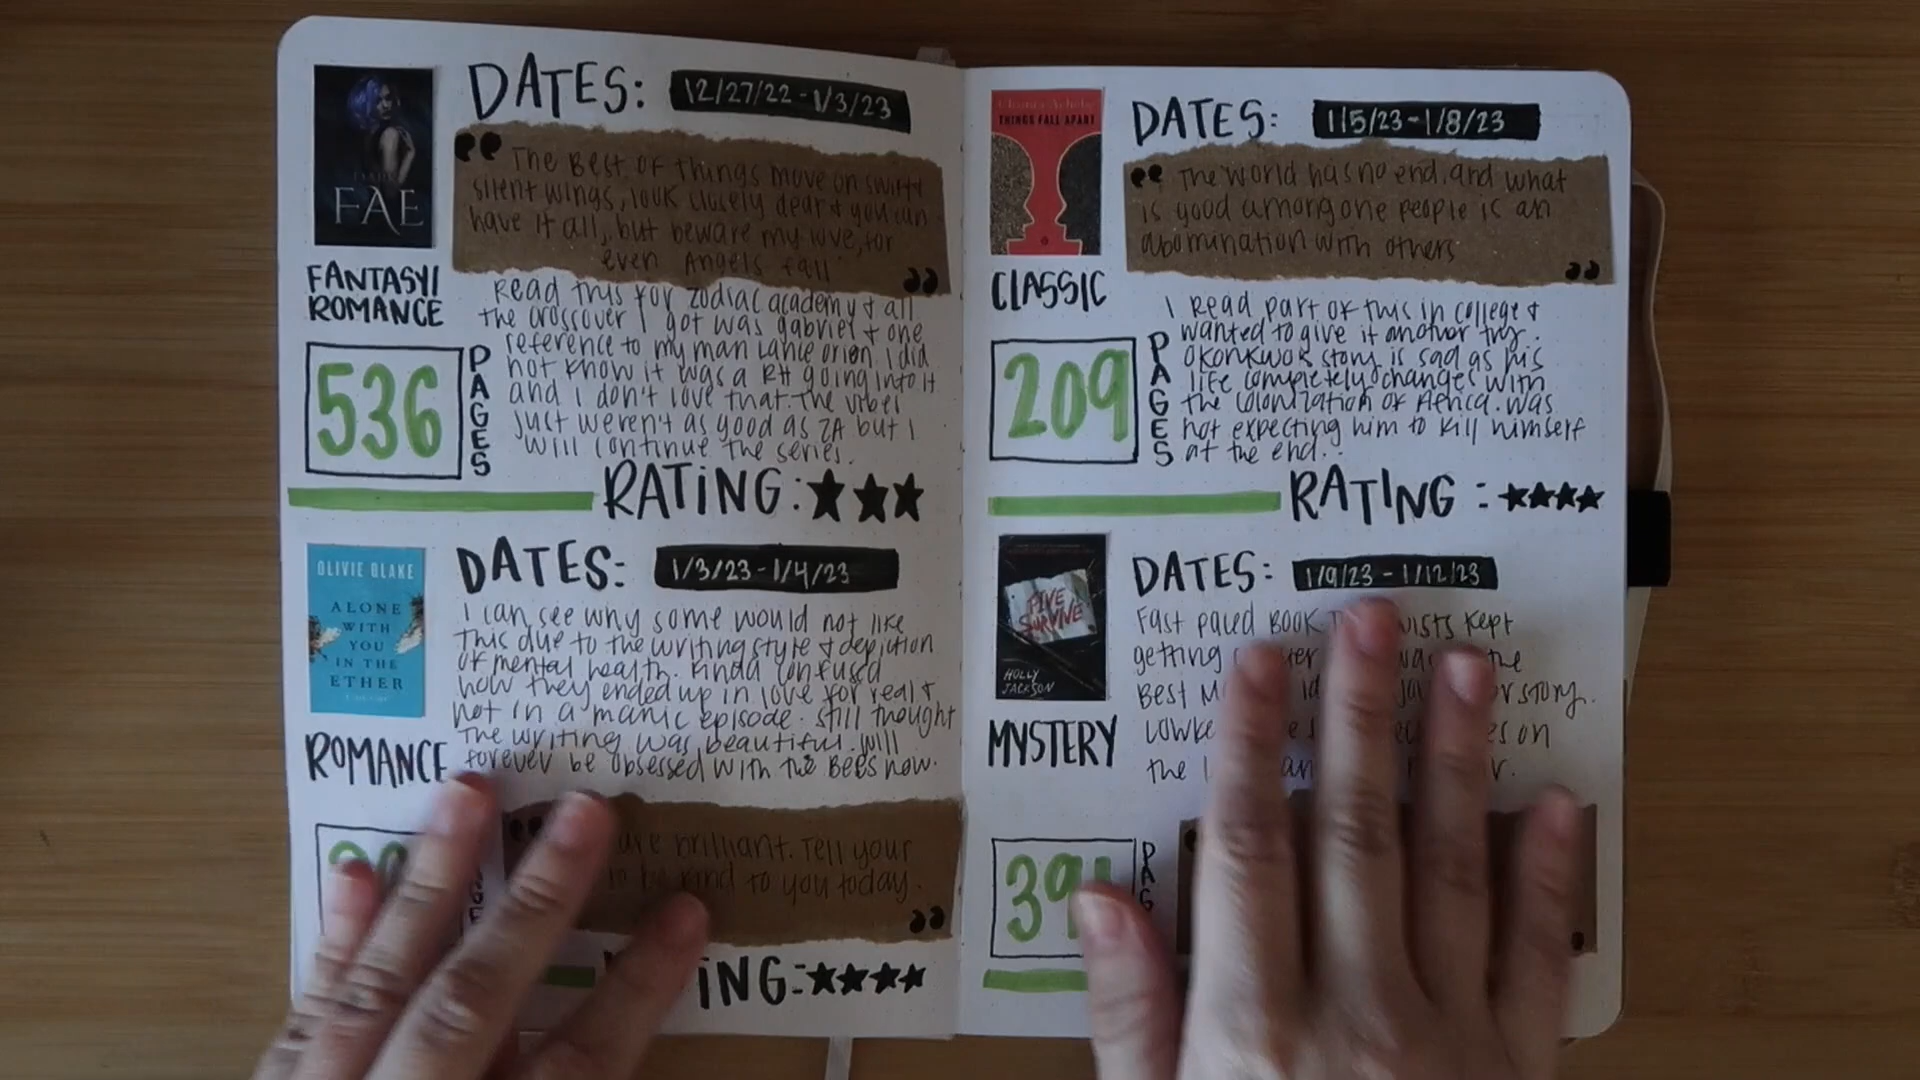 DATES: 12/27/22 - 1/3/23
DARK
FAE
" The Best of things move on swift
silent wings, look closely dear & you can
have it all, but beware my love, for
even Angels fall "
FANTASY/
ROMANCE
Read this for zodiac academy & all
the crossover I got was gabriel & one
reference to my man Lance Orion. I did
not know it was a RH going into it
and I don't love that. The vibes
just weren't as good as ZA but I
will continue the series.
536
PAGES
RATING: ★★★
DATES: 1/3/23 - 1/4/23
OLIVIE BLAKE
ALONE
WITH
YOU
IN THE
ETHER
I can see why some would not like
this due to the writing style & depiction
of mental health. Kinda confused
how they ended up in love for real &
not in a manic episode. Still thought
the writing was beautiful. Will
forever be obsessed with the Bees now.
ROMANCE
are brilliant. Tell your
to be kind to you today. "
RATING: ★★★★
DATES: 1/5/23 - 1/8/23
Chinua Achebe
THINGS FALL APART
" The world has no end, and what
is good among one people is an
abomination with others "
CLASSIC
I Read part of this in college &
wanted to give it another try.
Okonkwok story is sad as his
life completely changes with
the colonization of Africa. Was
not expecting him to kill himself
at the end.
209
PAGES
RATING: ★★★★
DATES: 1/9/23 - 1/12/23
FIVE
SURVIVE
HOLLY
JACKSON
Fast paced Book. kept
getting the
Best story.
Lowke on
the
MYSTERY
PAG